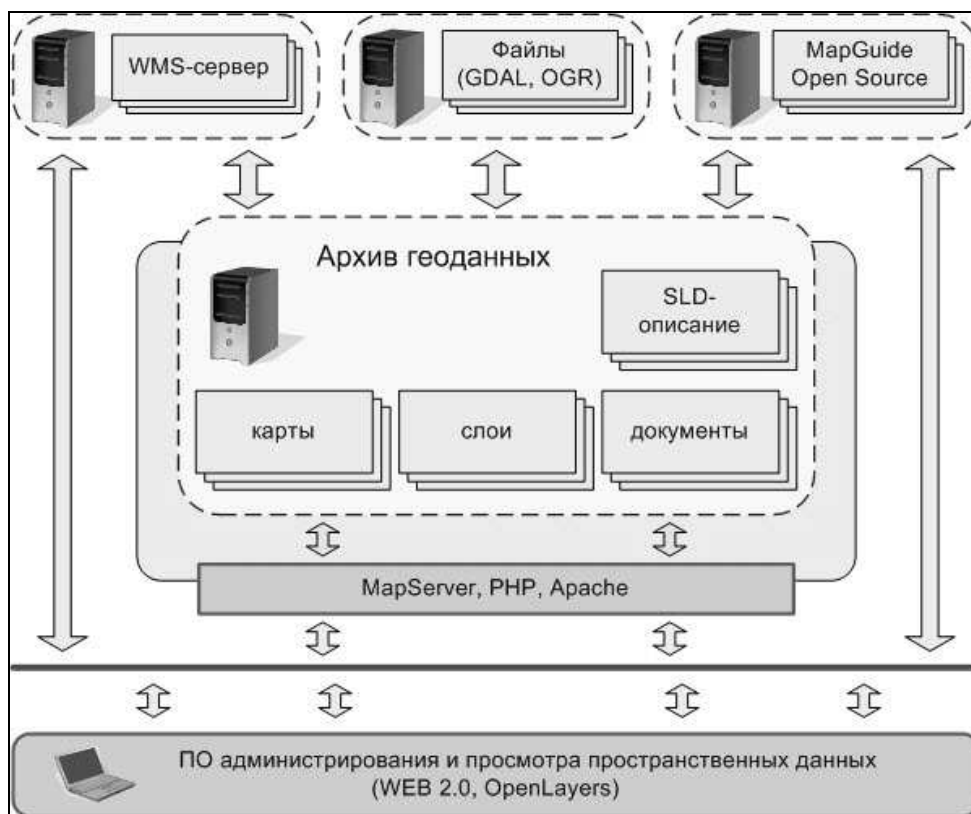 WMS-сервер
Файлы
(GDAL, OGR)
MapGuide
Open Source
Архив геоданных
SLD-
описание
карты
слои
документы
MapServer, PHP, Apache
ПО администрирования и просмотра пространственных данных
(WEB 2.0, OpenLayers)